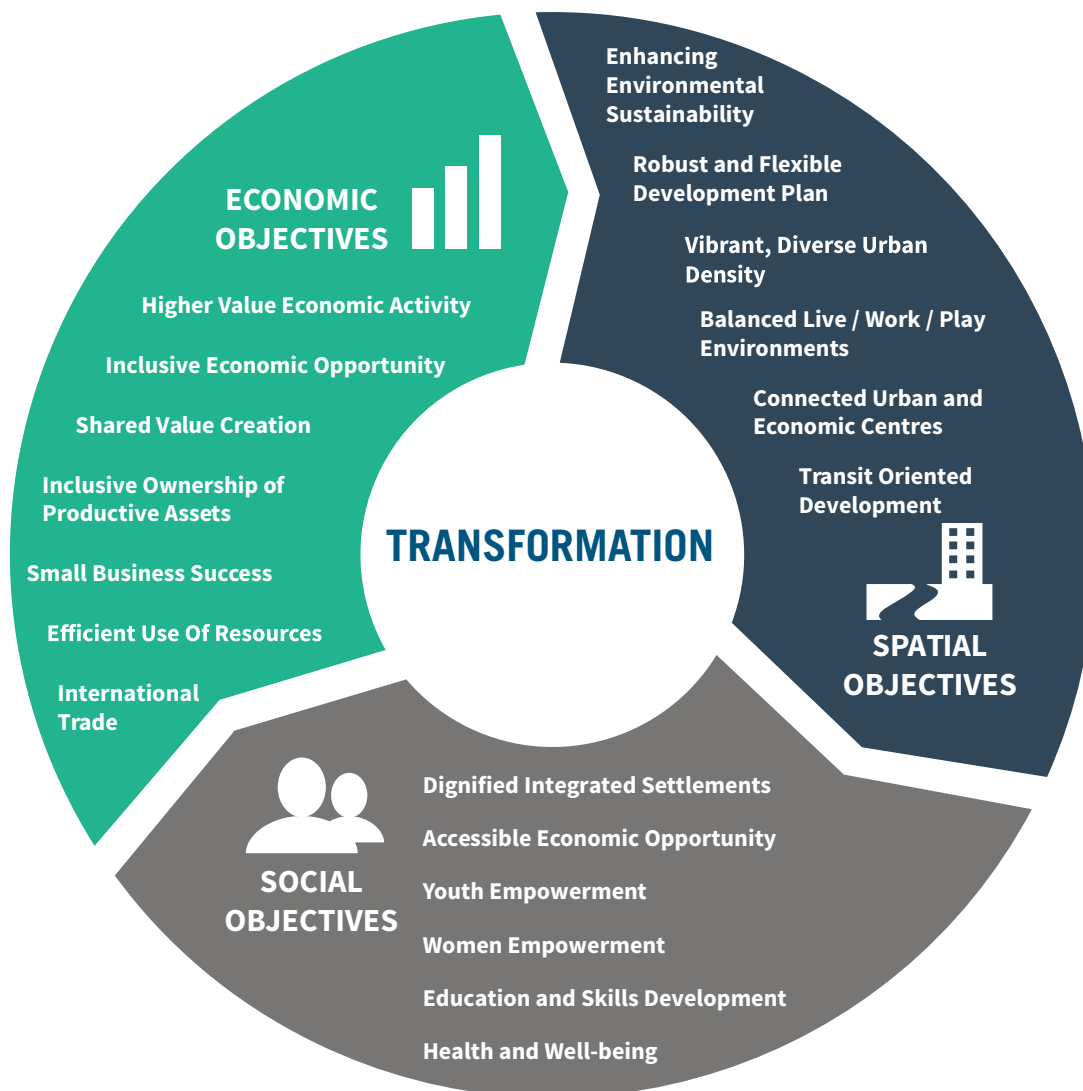 ECONOMIC
OBJECTIVES
Higher Value Economic Activity
Inclusive Economic Opportunity
Shared Value Creation
Inclusive Ownership of
Productive Assets
Small Business Success
Efficient Use Of Resources
International
Trade
Enhancing
Environmental
Sustainability
Robust and Flexible
Development Plan
Vibrant, Diverse Urban
Density
Balanced Live / Work / Play
Environments
Connected Urban and
Economic Centres
Transit Oriented
Development
SPATIAL
OBJECTIVES
TRANSFORMATION
SOCIAL
OBJECTIVES
Dignified Integrated Settlements
Accessible Economic Opportunity
Youth Empowerment
Women Empowerment
Education and Skills Development
Health and Well-being